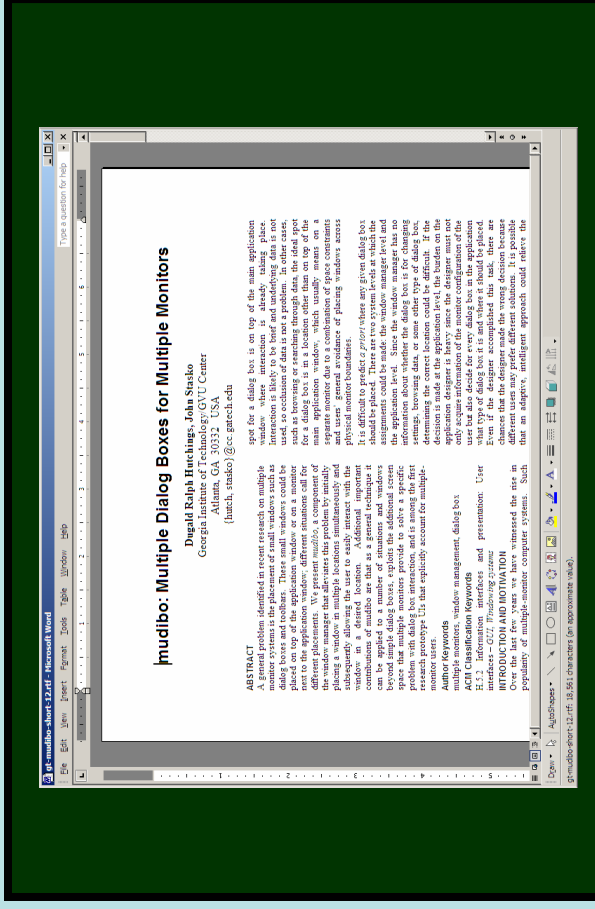 gt-mudibo-short-12.rtf - Microsoft Word
File Edit View Insert Format Tools Table Window Help
Type a question for help
mudibo: Multiple Dialog Boxes for Multiple Monitors
Dugald Ralph Hutchings, John Stasko
Georgia Institute of Technology/GVU Center
Atlanta, GA 30332 USA
{hutch, stasko}@cc.gatech.edu
ABSTRACT
A general problem identified in recent research on multiple
monitor systems is the placement of small windows such as
dialog boxes and toolbars. These small windows could be
placed on top of the application window or on a monitor
next to the application window; different situations call for
different placements. We present mudibo, a component of
the window manager that alleviates this problem by initially
placing a window in multiple locations simultaneously and
subsequently allowing the user to easily interact with the
window in a desired location. Additional important
contributions of mudibo are that as a general technique it
can be applied to a number of situations and windows
beyond simple dialog boxes, exploits the additional screen
space that multiple monitors provide to solve a specific
problem with dialog box interaction, and is among the first
research prototype UIs that explicitly account for multiple-
monitor users.
Author Keywords
multiple monitors, window management, dialog box
ACM Classification Keywords
H.5.2 Information interfaces and presentation: User
interfaces – GUI, Windowing systems
INTRODUCTION AND MOTIVATION
Over the last few years we have witnessed the rise in
popularity of multiple-monitor computer systems. Such
spot for a dialog box is on top of the main application
window where interaction is already taking place.
Interaction is likely to be brief and underlying data is not
used, so occlusion of data is not a problem. In other cases,
such as browsing or searching through data, the ideal spot
for a dialog box is in a location other than on top of the
main application window, which usually means on a
separate monitor due to a combination of space constraints
and users' general avoidance of placing windows across
physical monitor boundaries.
It is difficult to predict a priori where any given dialog box
should be placed. There are two system levels at which the
assignments could be made: the window manager level and
the application level. Since the window manager has no
information about whether the dialog box is for changing
settings, browsing data, or some other type of dialog box,
determining the correct location could be difficult. If the
decision is made at the application level, the burden on the
application designer is heavy since the designer must not
only acquire information of the monitor configuration of the
user but also decide for every dialog box in the application
what type of dialog box it is and where it should be placed.
Even if the designer accomplished this task, there are
chances that the designer made the wrong decision because
different users may prefer different solutions. It is possible
that an adaptive, intelligent approach could relieve the
Draw AutoShapes
gt-mudibo-short-12.rtf: 18,561 characters (an approximate value).